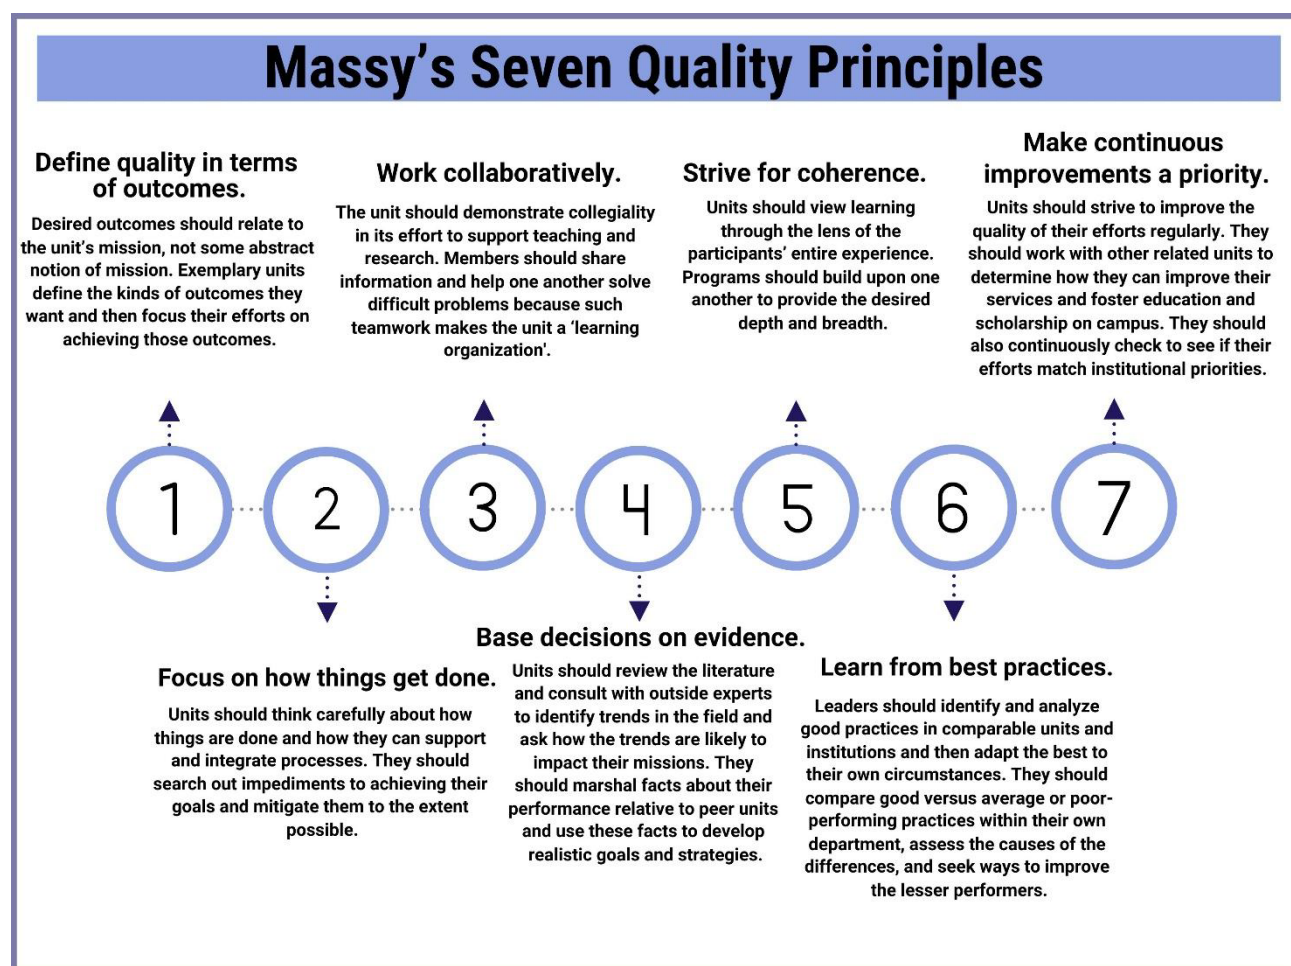 Massy's Seven Quality Principles
Define quality in terms
of outcomes.
Desired outcomes should relate to
the unit's mission, not some abstract
notion of mission. Exemplary units
define the kinds of outcomes they
want and then focus their efforts on
achieving those outcomes.
Work collaboratively.
The unit should demonstrate collegiality
in its effort to support teaching and
research. Members should share
information and help one another solve
difficult problems because such
teamwork makes the unit a 'learning
organization'.
Strive for coherence.
Units should view learning
through the lens of the
participants' entire experience.
Programs should build upon one
another to provide the desired
depth and breadth.
Make continuous
improvements a priority.
Units should strive to improve the
quality of their efforts regularly. They
should work with other related units to
determine how they can improve their
services and foster education and
scholarship on campus. They should
also continuously check to see if their
efforts match institutional priorities.
1 2 3 4 5 6 7
Focus on how things get done.
Units should think carefully about how
things are done and how they can support
and integrate processes. They should
search out impediments to achieving their
goals and mitigate them to the extent
possible.
Base decisions on evidence.
Units should review the literature
and consult with outside experts
to identify trends in the field and
ask how the trends are likely to
impact their missions. They
should marshal facts about their
performance relative to peer units
and use these facts to develop
realistic goals and strategies.
Learn from best practices.
Leaders should identify and analyze
good practices in comparable units and
institutions and then adapt the best to
their own circumstances. They should
compare good versus average or poor-
performing practices within their own
department, assess the causes of the
differences, and seek ways to improve
the lesser performers.